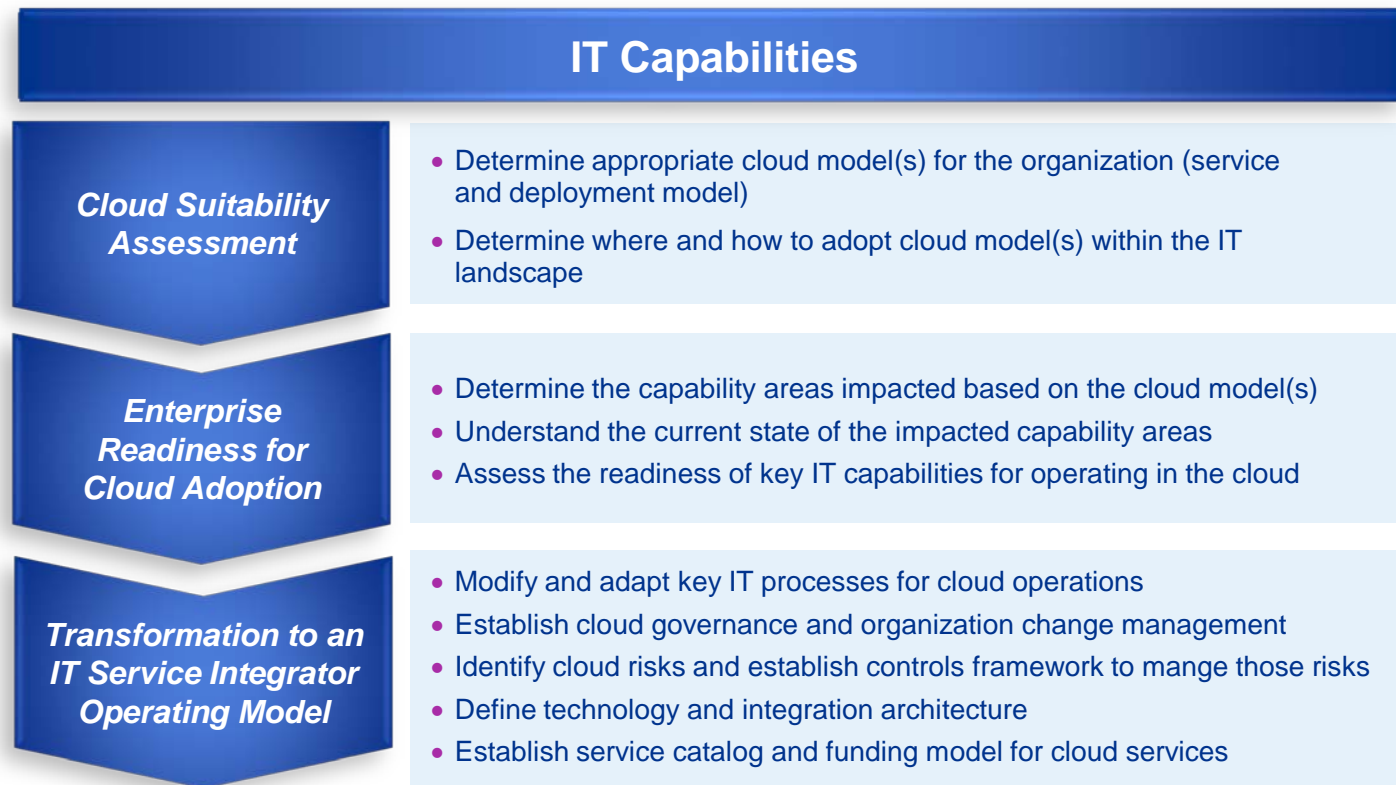 IT Capabilities
Cloud Suitability
Assessment
• Determine appropriate cloud model(s) for the organization (service
and deployment model)
• Determine where and how to adopt cloud model(s) within the IT
landscape
Enterprise
Readiness for
Cloud Adoption
• Determine the capability areas impacted based on the cloud model(s)
• Understand the current state of the impacted capability areas
• Assess the readiness of key IT capabilities for operating in the cloud
Transformation to an
IT Service Integrator
Operating Model
• Modify and adapt key IT processes for cloud operations
• Establish cloud governance and organization change management
• Identify cloud risks and establish controls framework to mange those risks
• Define technology and integration architecture
• Establish service catalog and funding model for cloud services